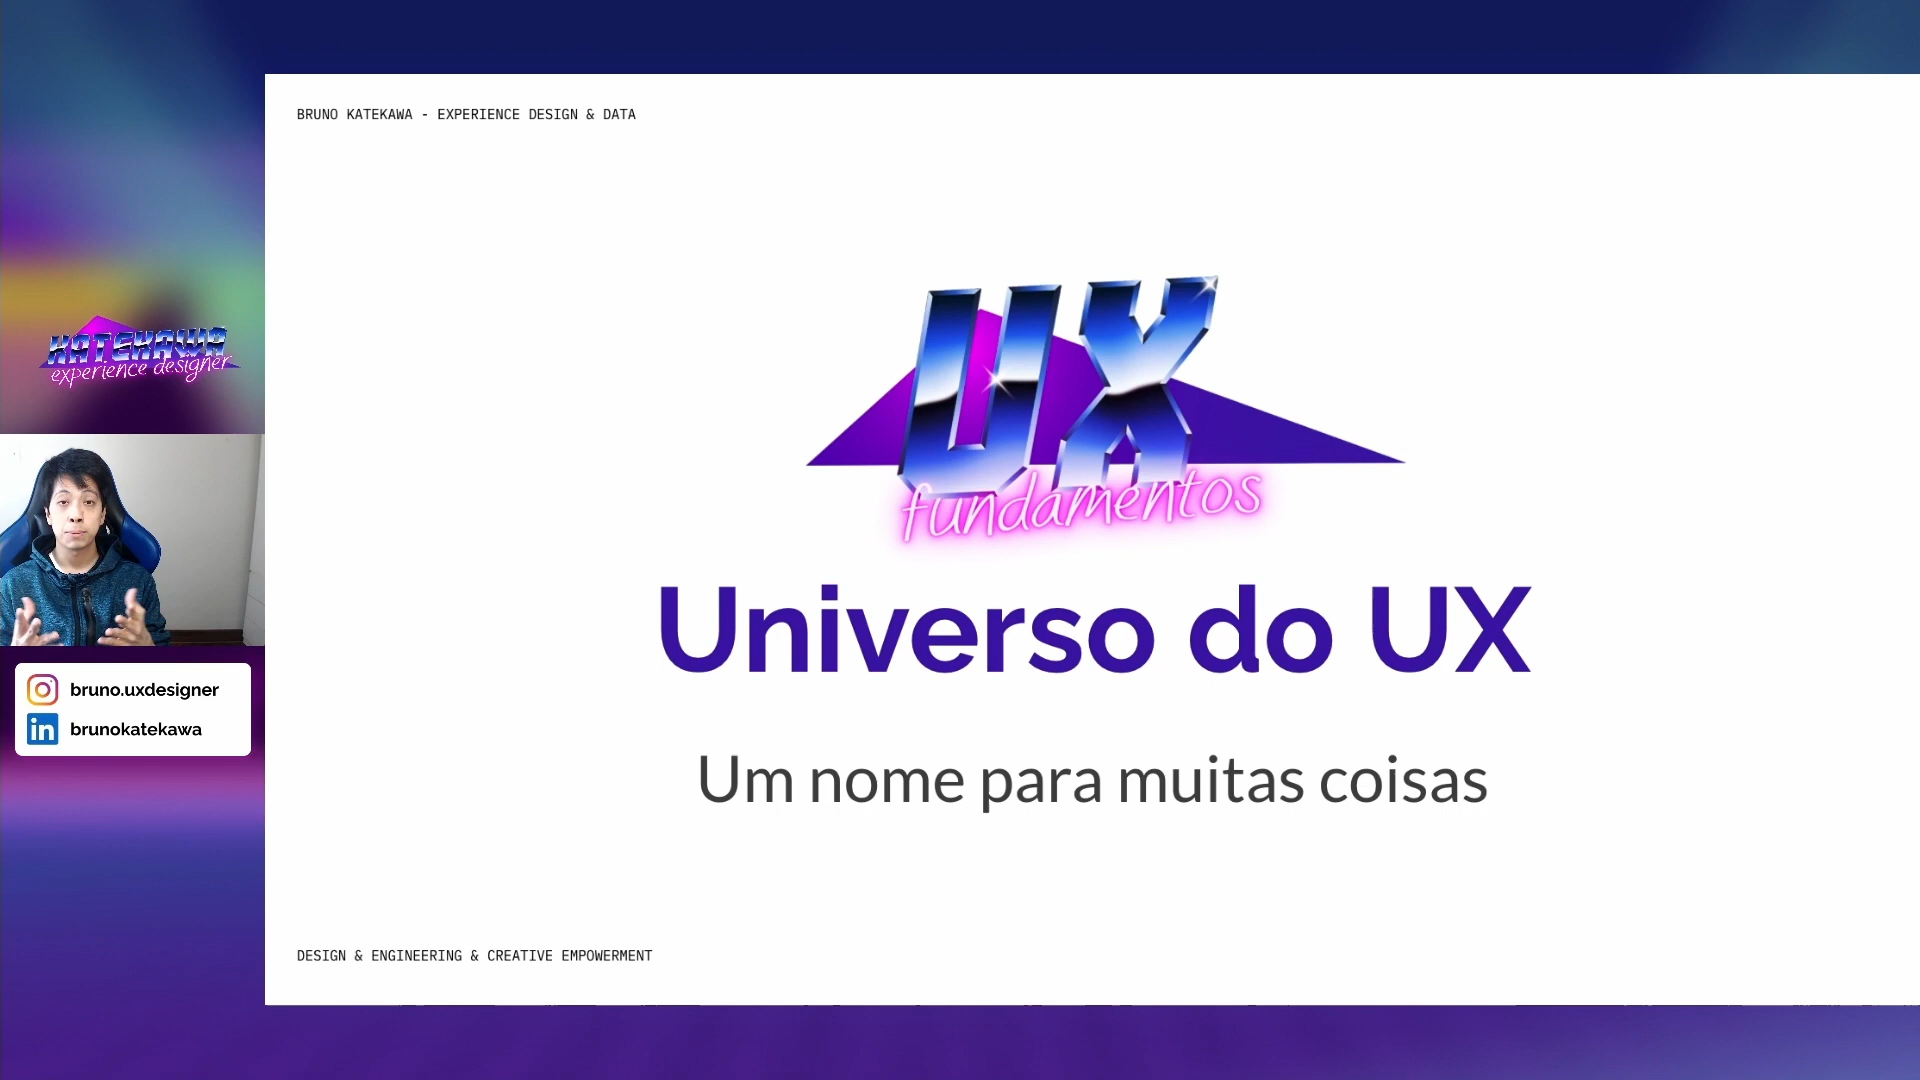 BRUNO KATEKAWA - EXPERIENCE DESIGN & DATA
UX
fundamentos
KATEKAWA
experience designer
Universo do UX
bruno.uxdesigner
in brunokatekawa
Um nome para muitas coisas
DESIGN & ENGINEERING & CREATIVE EMPOWERMENT